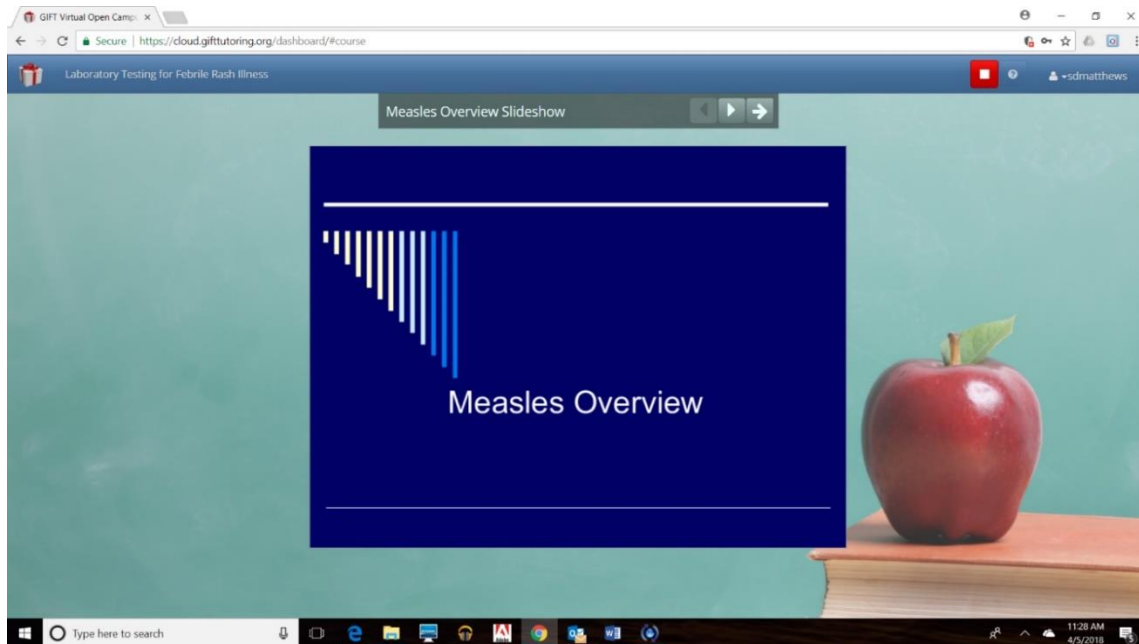 GIFT Virtual Open Camp
Secure | https://cloud.gifttutoring.org/dashboard/#course
Laboratory Testing for Febrile Rash Illness
sdmatthews
Measles Overview Slideshow
Measles Overview
Type here to search
11:28 AM
4/5/2018